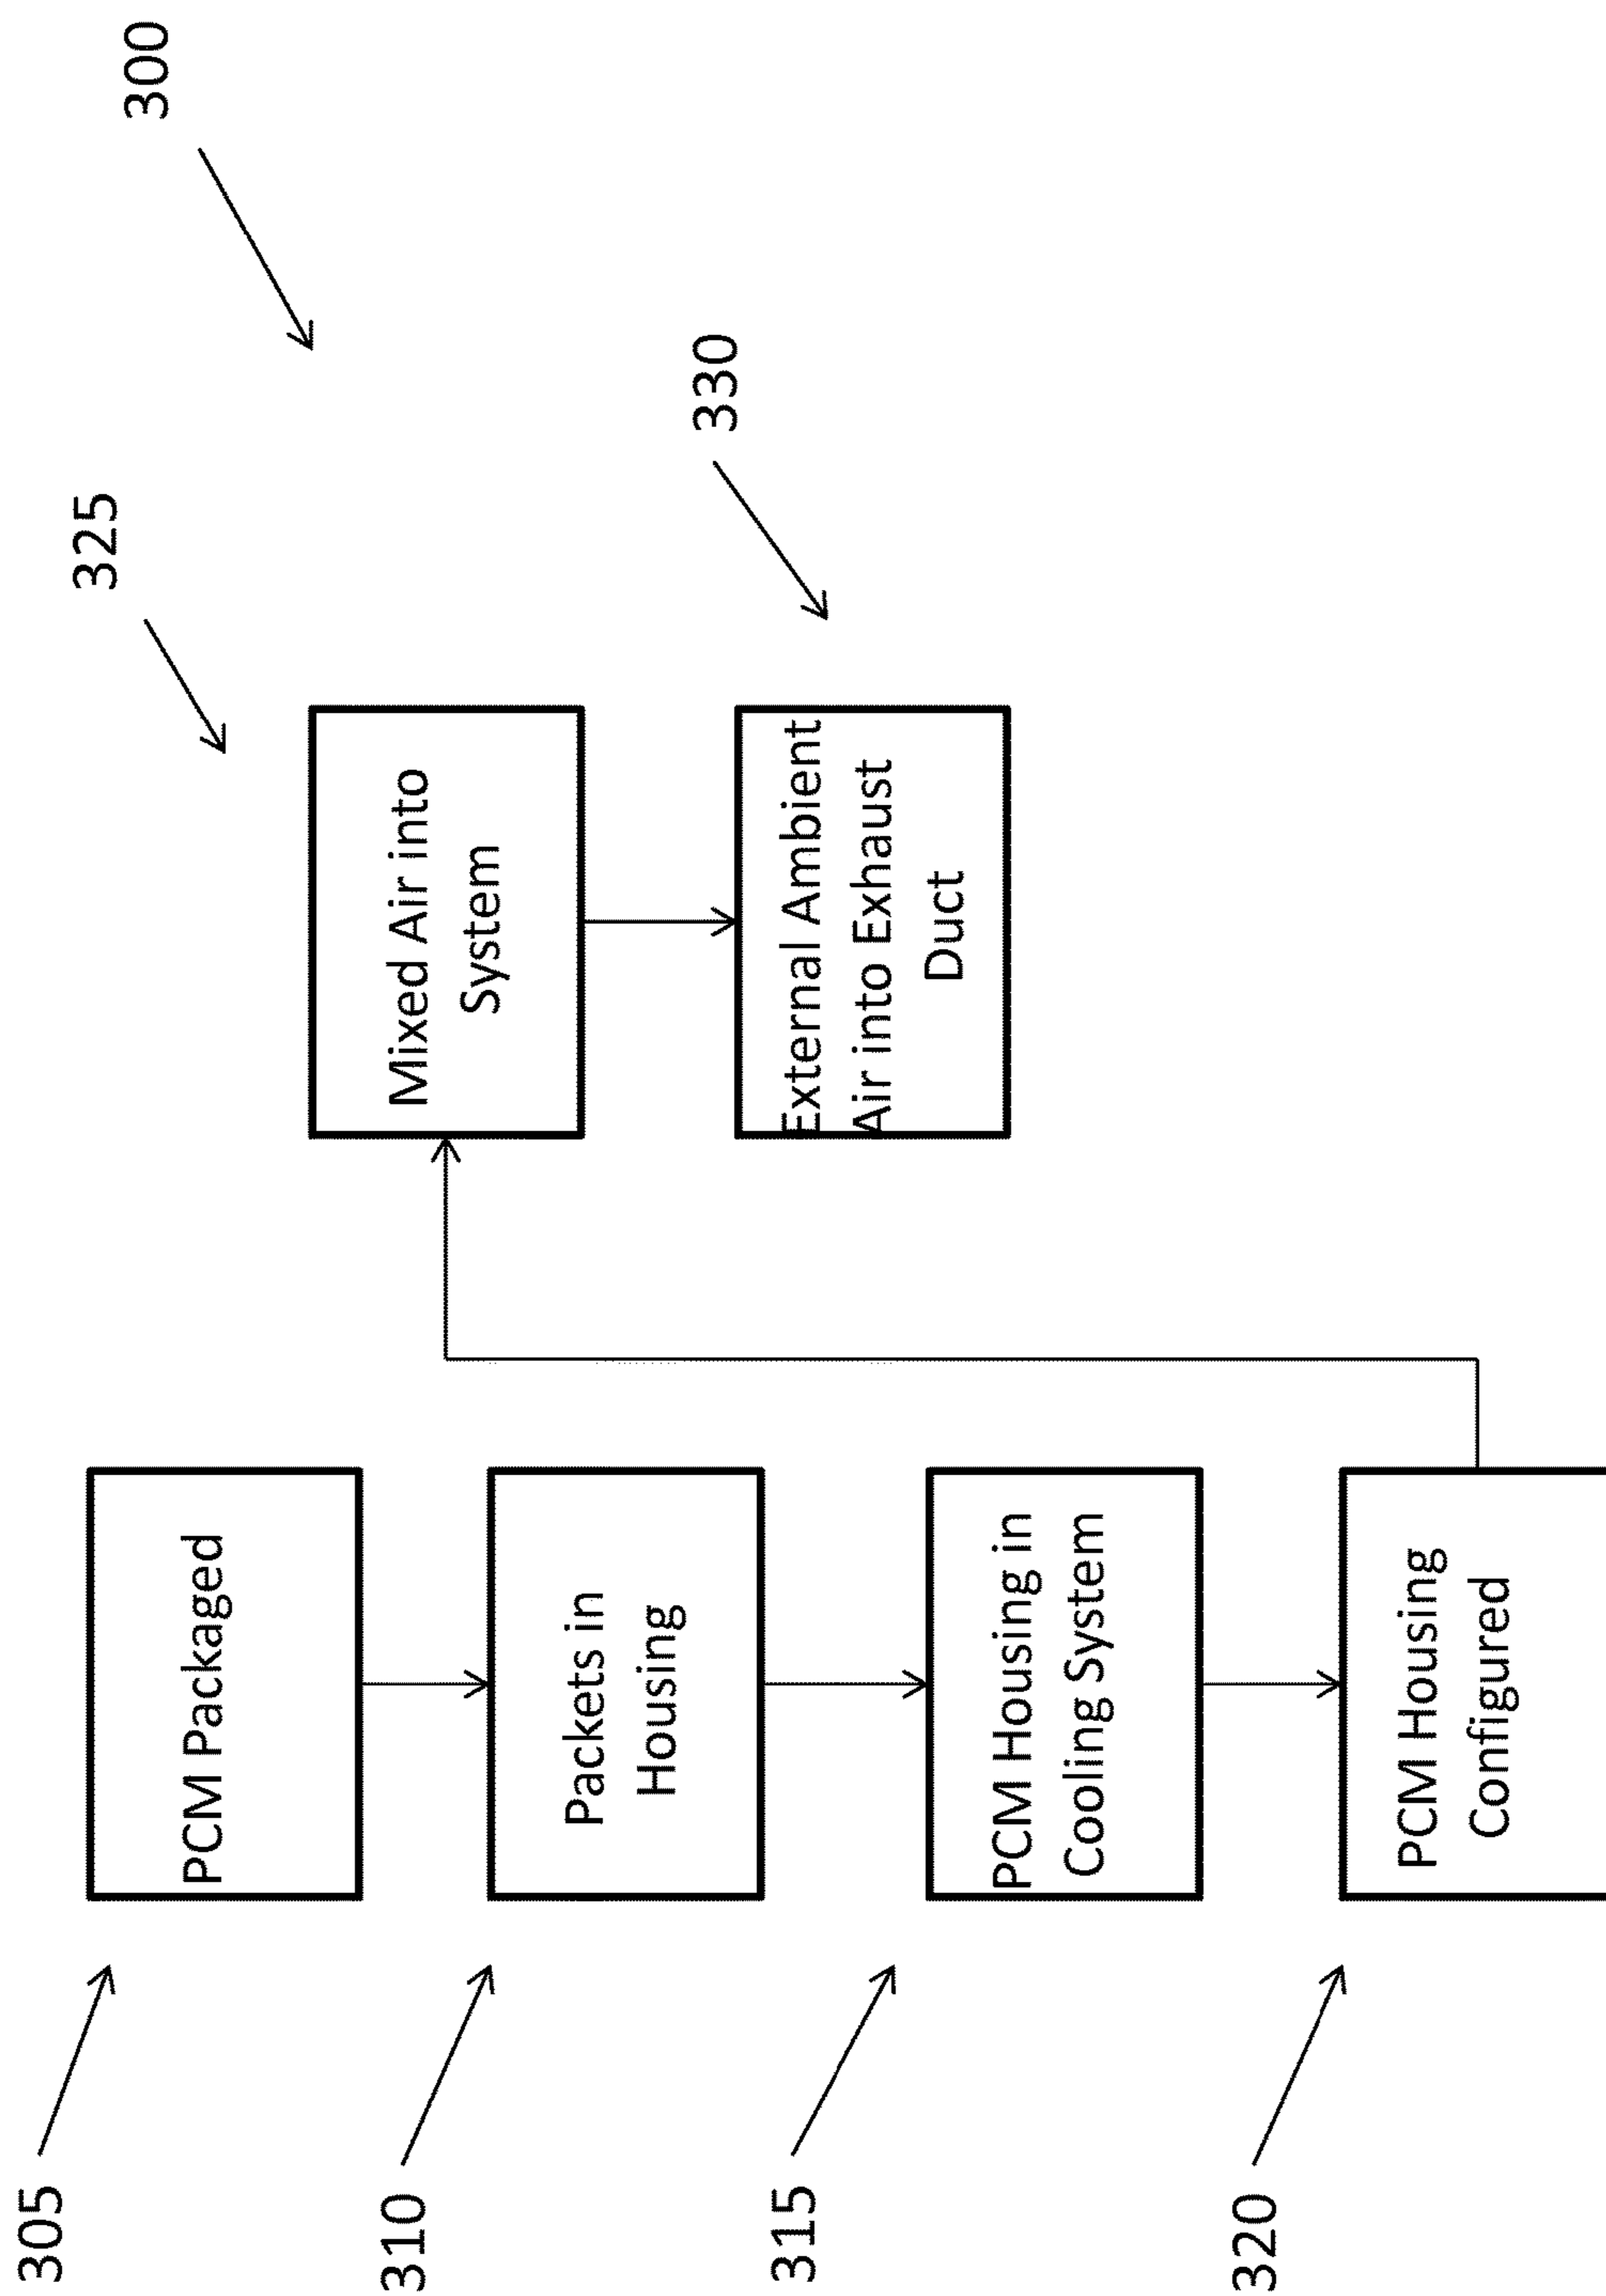 300
305
PCM Packaged
310
Packets in
Housing
315
PCM Housing in
Cooling System
320
PCM Housing
Configured
325
Mixed Air into
System
330
External Ambient
Air into Exhaust
Duct